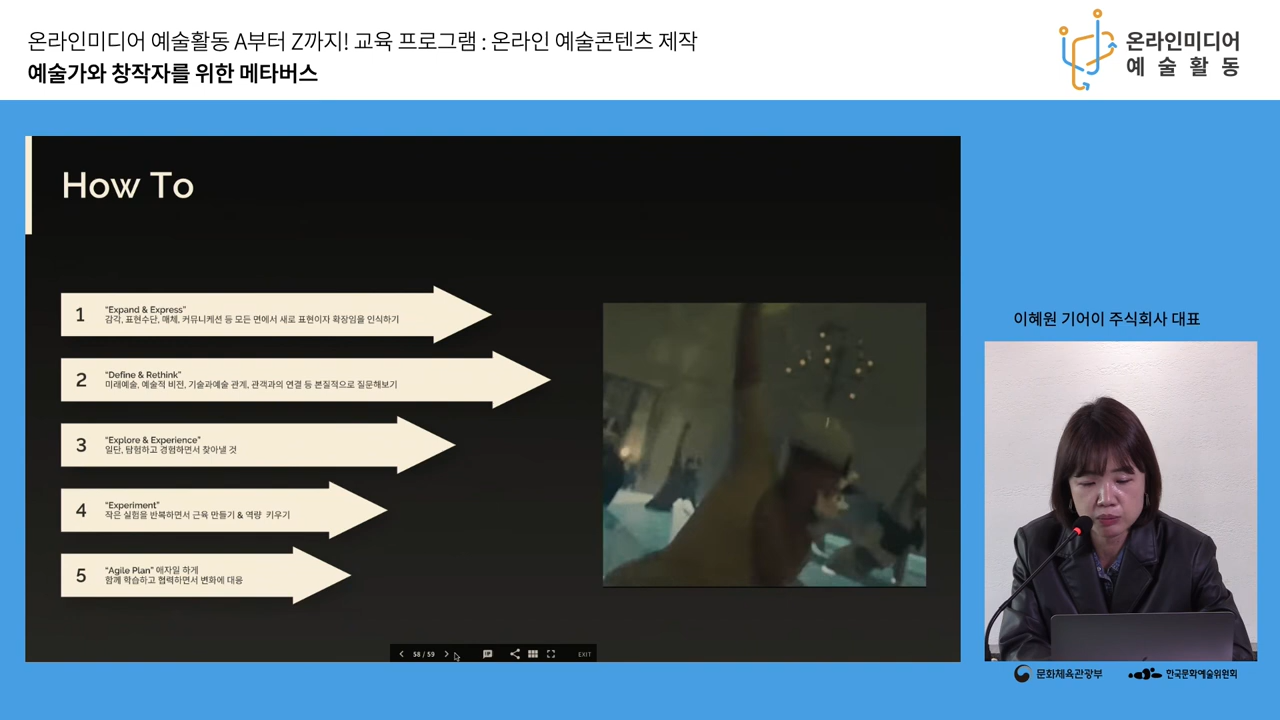 온라인미디어 예술활동 A부터 Z까지! 교육 프로그램 : 온라인 예술콘텐츠 제작
예술가와 창작자를 위한 메타버스
온라인미디어
예술활동
How To
1
"Expand & Express"
감각, 표현수단, 매체, 커뮤니케션 등 모든 면에서 새로 표현이자 확장임을 인식하기
2
"Define & Rethink"
미래예술, 예술적 비전, 기술과예술 관계, 관객과의 연결 등 본질적으로 질문해보기
3
"Explore & Experience"
일단, 탐험하고 경험하면서 찾아낼 것
4
"Experiment"
작은 실험을 반복하면서 근육 만들기 & 역량 키우기
5
"Agile Plan" 애자일 하게
함께 학습하고 협력하면서 변화에 대응
58 / 59
EXIT
이혜원 기어이 주식회사 대표
문화체육관광부
한국문화예술위원회